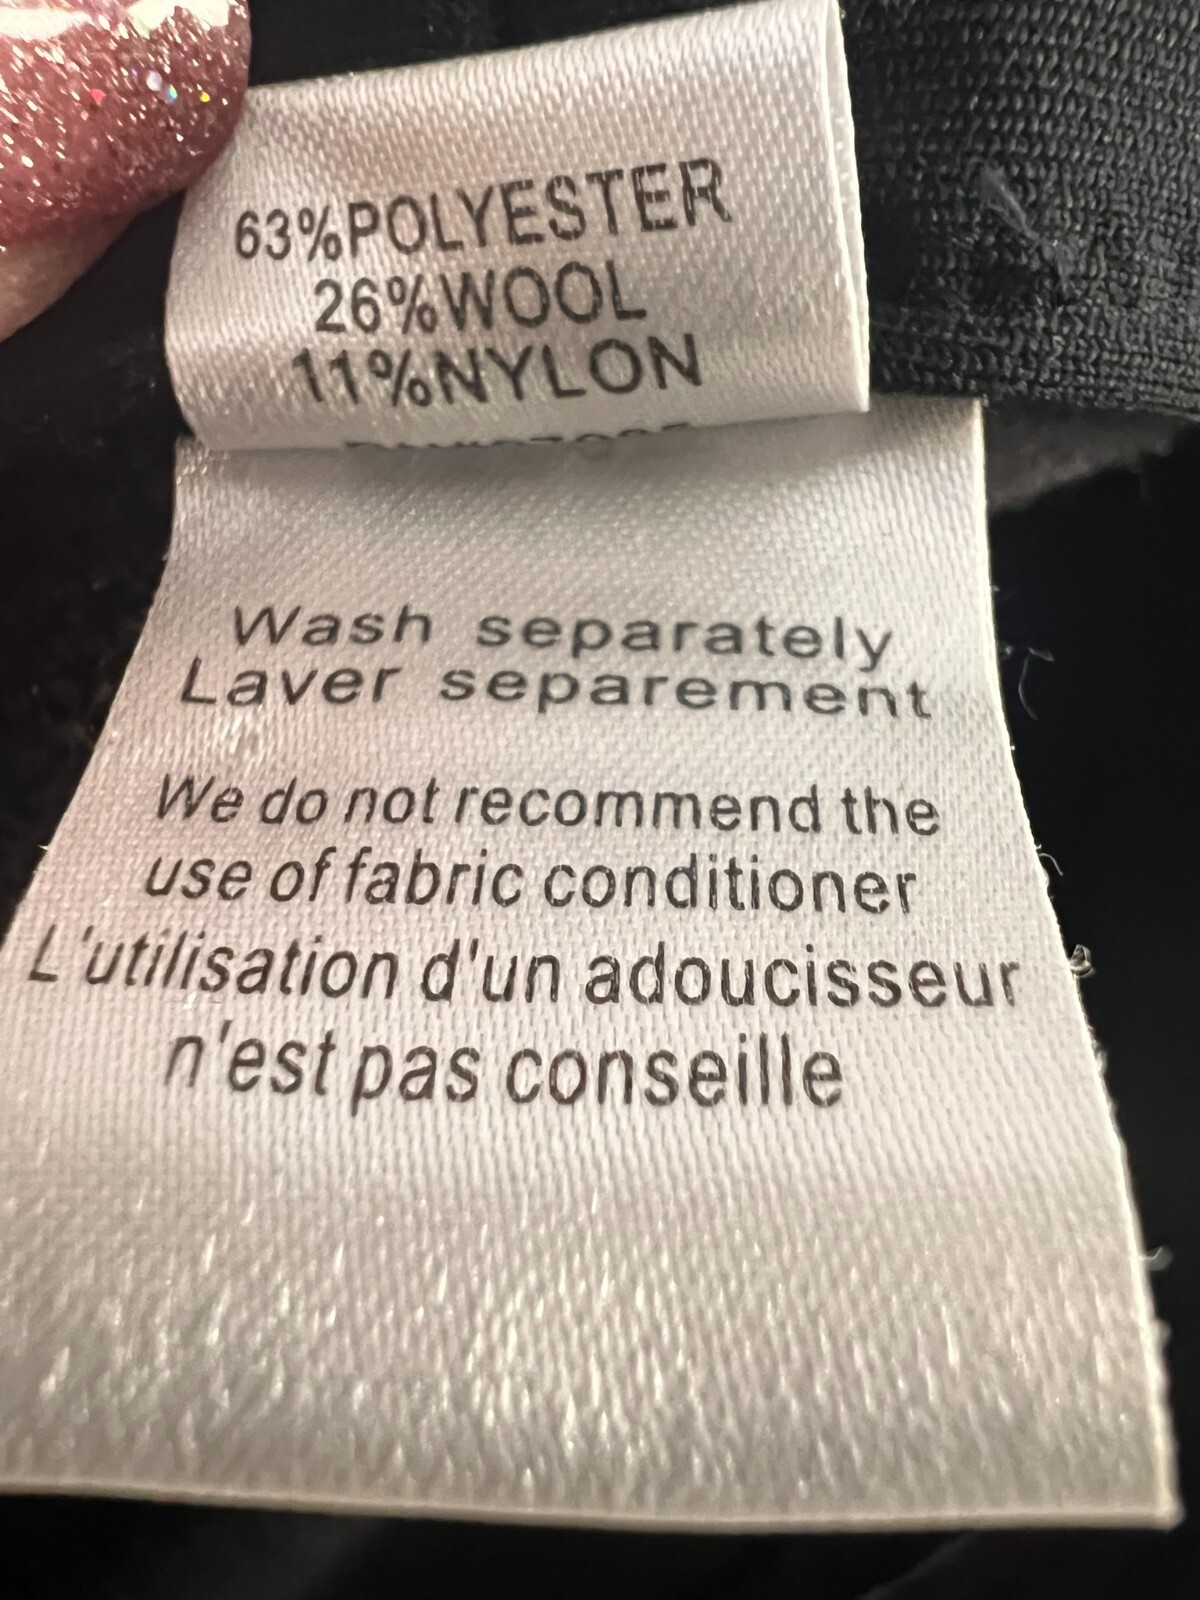 63%POLYESTER
26%WOOL
11%NYLON
Wash separately
Laver separement
We do not recommend the
use of fabric conditioner
L'utilisation d'un adoucisseur
n'est pas conseille